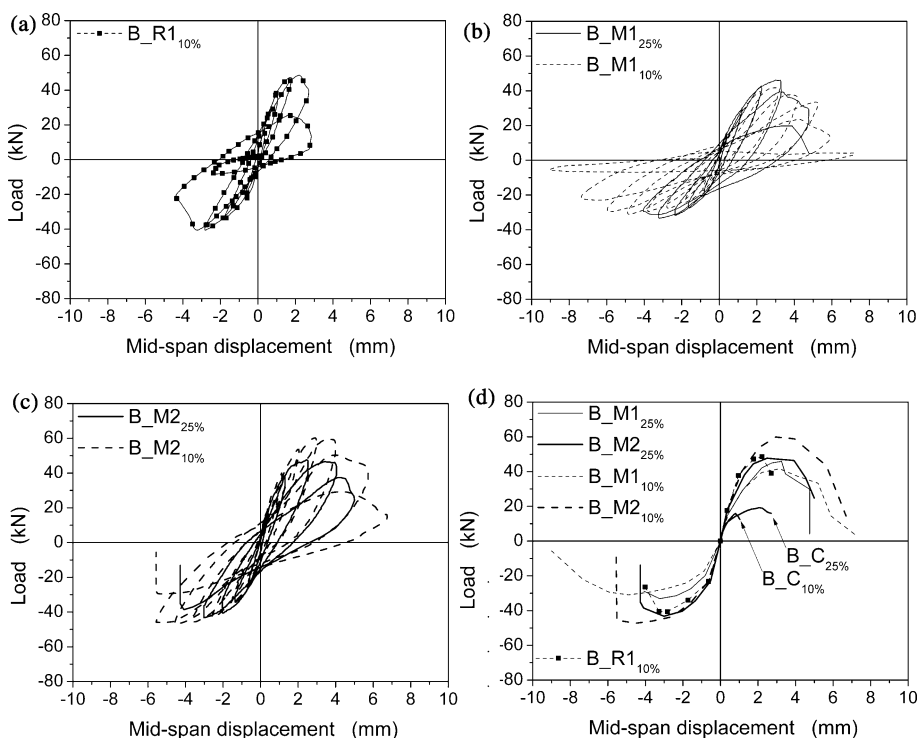 (a)
B_R1 10%
Load (kN)
80
60
40
20
0
-20
-40
-60
-80
-10 -8 -6 -4 -2 0 2 4 6 8 10
Mid-span displacement (mm)
(b)
B_M1 25%
B_M1 10%
Load (kN)
80
60
40
20
0
-20
-40
-60
-80
-10 -8 -6 -4 -2 0 2 4 6 8 10
Mid-span displacement (mm)
(c)
B_M2 25%
B_M2 10%
Load (kN)
80
60
40
20
0
-20
-40
-60
-80
-10 -8 -6 -4 -2 0 2 4 6 8 10
Mid-span displacement (mm)
(d)
B_M1 25%
B_M2 25%
B_M1 10%
B_M2 10%
B_C 25%
B_C 10%
B_R1 10%
Load (kN)
80
60
40
20
0
-20
-40
-60
80
-10 -8 -6 -4 -2 0 2 4 6 8 10
Mid-span displacement (mm)